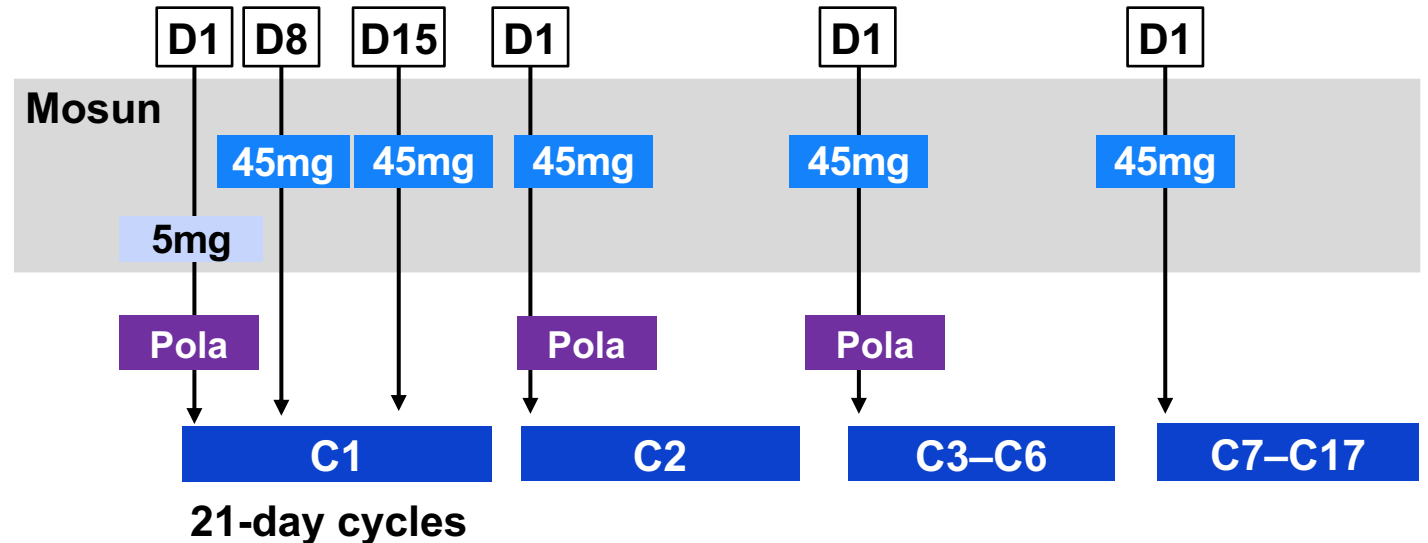 D1 D8 D15 D1 D1 D1
Mosun
45mg 45mg 45mg 45mg 45mg
5mg
Pola Pola Pola
C1 C2 C3–C6 C7–C17
21-day cycles